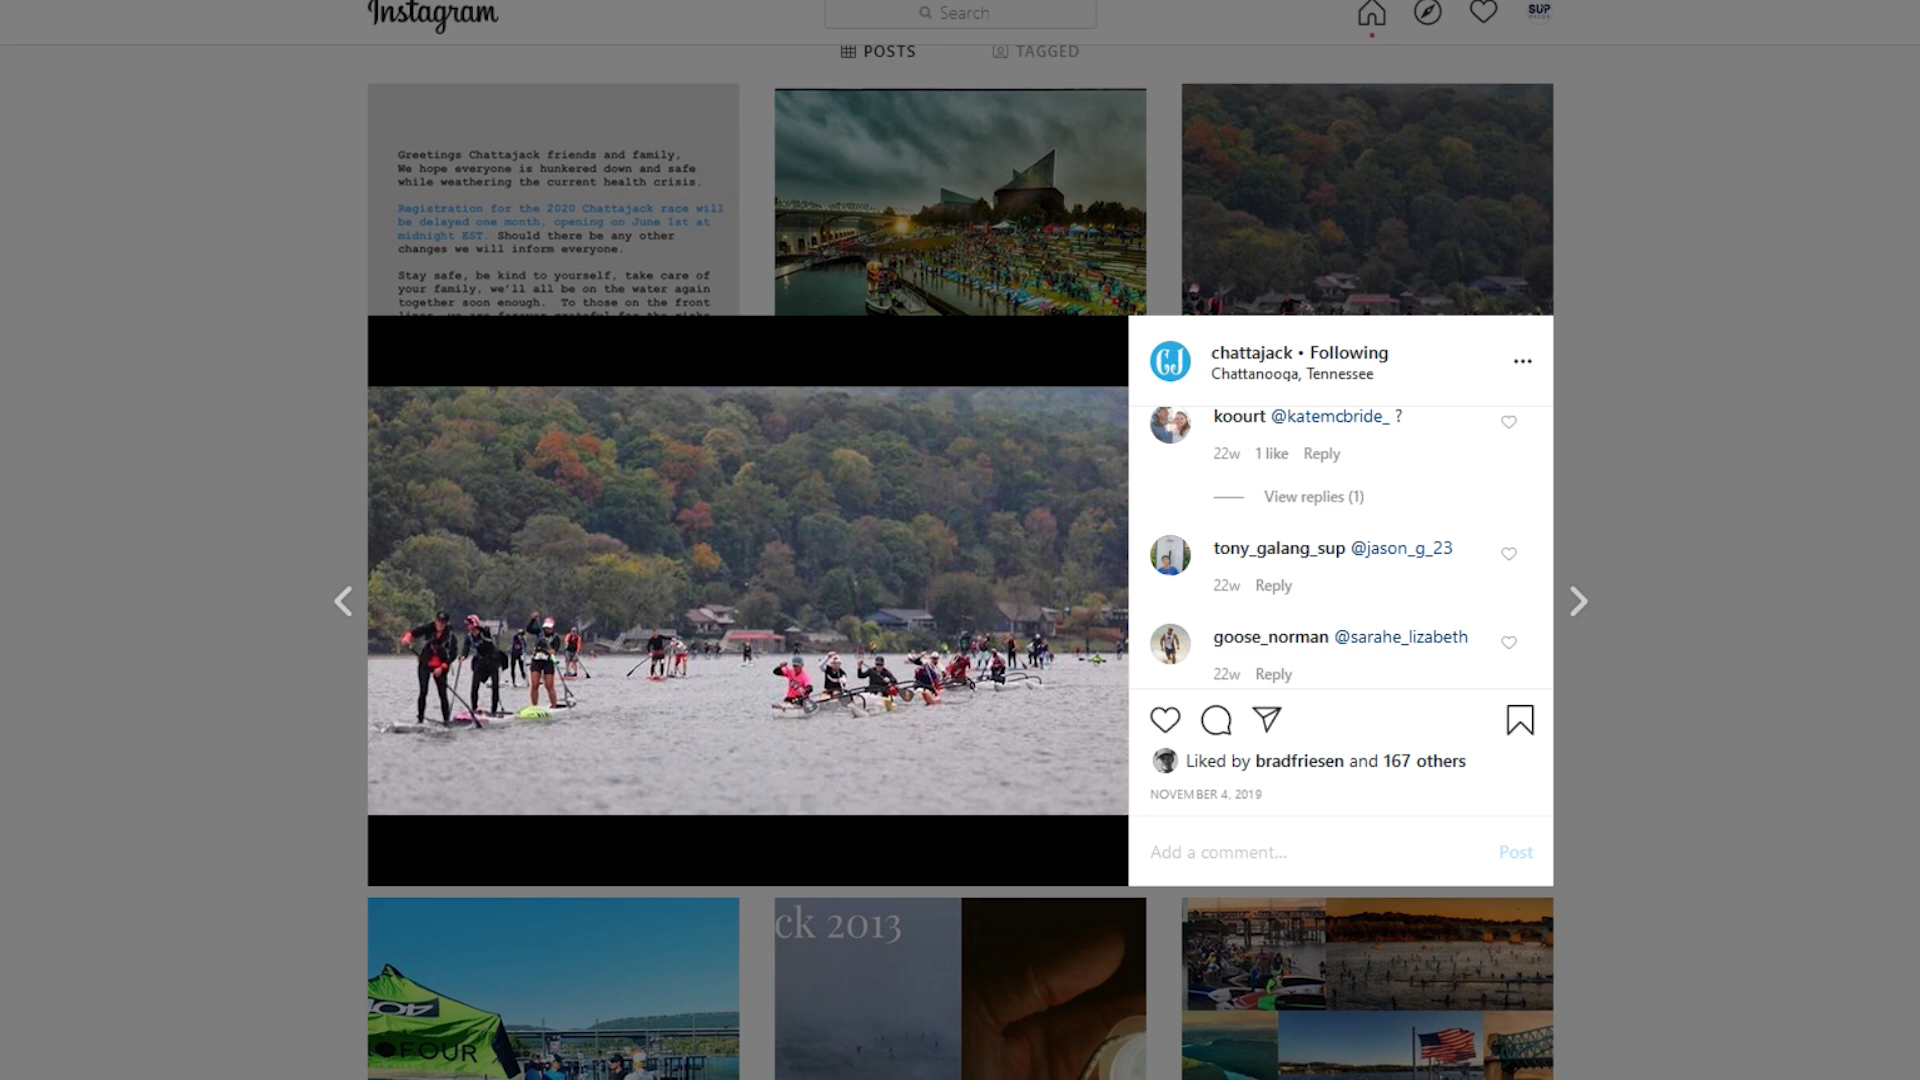 Instagram
Search
SUP
POSTS
TAGGED
Greetings Chattajack friends and family,
We hope everyone is hunkered down and safe
while weathering the current health crisis.
Registration for the 2020 Chattajack race will
be delayed one month, opening on June 1st at
midnight EST. Should there be any other
changes we will inform everyone.
Stay safe, be kind to yourself, take care of
your family, we'll all be on the water again
together soon enough. To those on the front
CJ
chattajack • Following
Chattanooga, Tennessee
koourt @katemcbride_ ?
22w 1 like Reply
View replies (1)
tony_galang_sup @jason_g_23
22w Reply
goose_norman @sarahe_lizabeth
22w Reply
Liked by bradfriesen and 167 others
NOVEMBER 4, 2019
Add a comment...
Post
FOUR
ck 2013